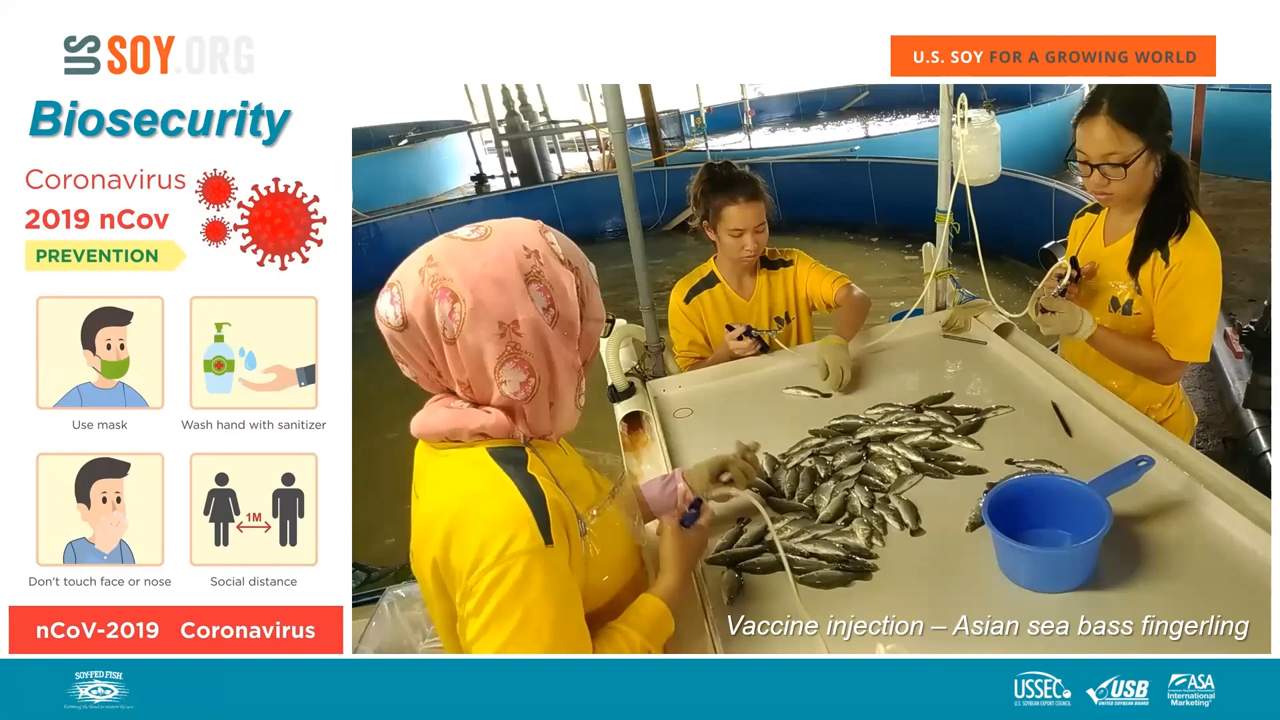 US SOY.ORG
U.S. SOY FOR A GROWING WORLD
Biosecurity
Coronavirus
2019 nCov
PREVENTION
Use mask
Wash hand with sanitizer
1M
Don't touch face or nose
Social distance
nCoV-2019 Coronavirus
Vaccine injection – Asian sea bass fingerling
SOY-FED FISH
USSEC
U.S. SOYBEAN EXPORT COUNCIL
USB
UNITED SOYBEAN BOARD
ASA
International
Marketing